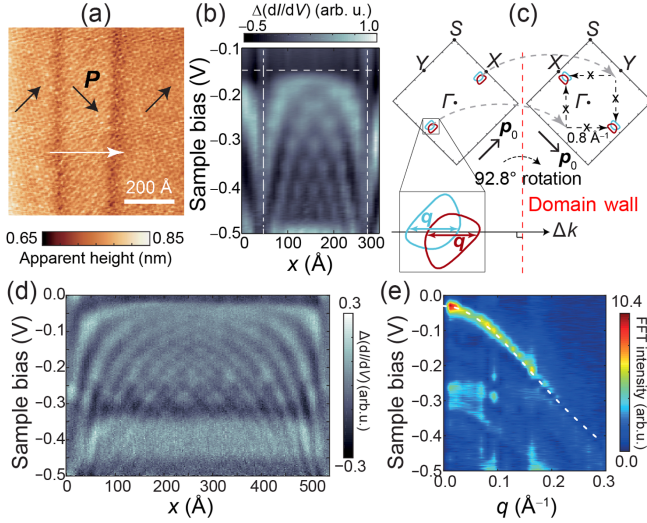 (a)
P
200 Å
0.65
0.85
Apparent height (nm)
(b)
Δ(dI/dV) (arb. u.)
−0.5
1.0
Sample bias (V)
−0.1
−0.2
−0.3
−0.4
−0.5
0
100
200
300
x (Å)
(c)
S
Y
X
Γ
p₀
92.8° rotation
S
X
Y
Γ
x
x
x
x
0.8 Å⁻¹
p₀
Domain wall
q
q
Δk
(d)
Sample bias (V)
0.0
−0.1
−0.2
−0.3
−0.4
−0.5
0
100
200
300
400
500
x (Å)
0.3
Δ(dI/dV) (arb.u.)
−0.3
(e)
Sample bias (V)
0.0
−0.1
−0.2
−0.3
−0.4
−0.5
0.0
0.1
0.2
0.3
q (Å⁻¹)
10.4
FFT intensity (arb.u.)
0.0